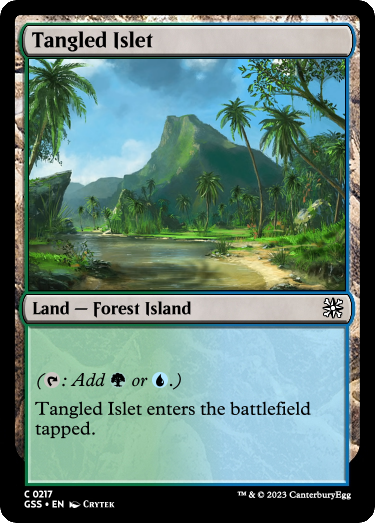 Tangled Islet
Land — Forest Island
(: Add or .)
Tangled Islet enters the battlefield
tapped.
C 0217
GSS • EN CRYTEK
™ & © 2023 CanterburyEgg